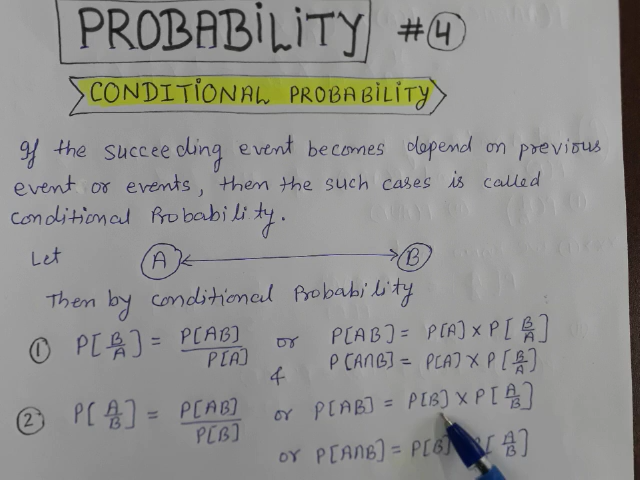 PROBABILITY #4
CONDITIONAL PROBABILITY
If the succeeding event becomes depend on previous
event or events, then the such cases is called
Conditional Probability.
Let A B
Then by conditional Probability
① P[B/A] = P[AB]/P[A] or P[AB] = P[A] × P[B/A]
P[A∩B] = P[A] × P[B/A]
&
② P[A/B] = P[AB]/P[B] or P[AB] = P[B] × P[A/B]
or P[A∩B] = P[B] P[A/B]